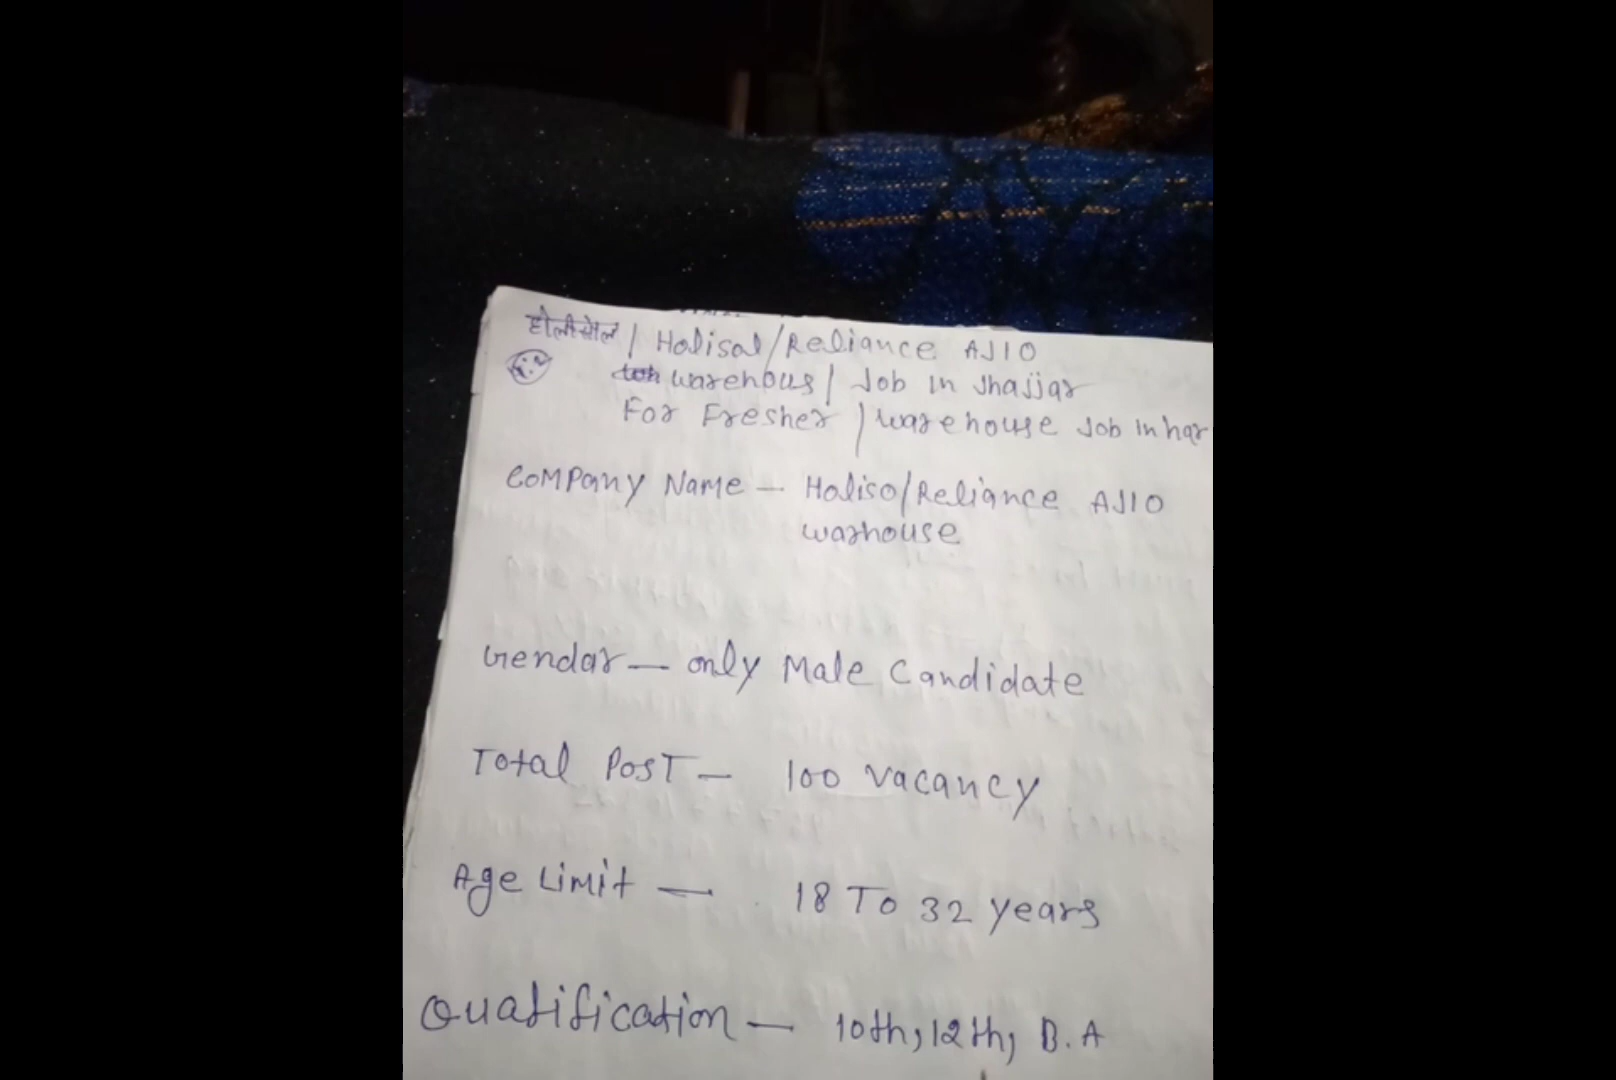 होलीसोल / Holisol/Reliance AJIO
warehous / Job in Jhajjar
For Fresher / warehouse Job in har
Company Name - Holiso/Reliance AJIO
warhouse
Gendar - only Male Candidate
Total Post - 100 vacancy
Age Limit - 18 To 32 years
Qualification - 10th, 12th, B.A